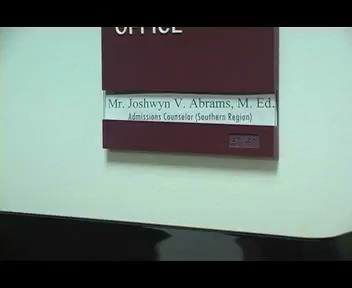 OFFICE
Mr. Joshwyn V. Abrams, M. Ed.
Admissions Counselor (Southern Region)